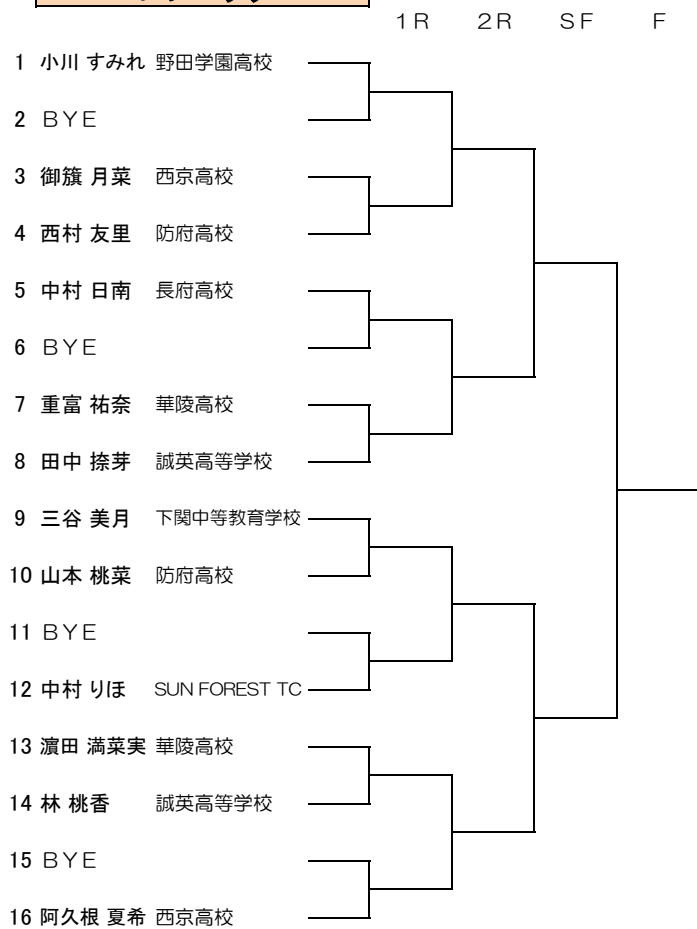 1R 2R SF F
1 小川 すみれ 野田学園高校
2 BYE
3 御籏 月菜 西京高校
4 西村 友里 防府高校
5 中村 日南 長府高校
6 BYE
7 重富 祐奈 華陵高校
8 田中 捺芽 誠英高等学校
9 三谷 美月 下関中等教育学校
10 山本 桃菜 防府高校
11 BYE
12 中村 りほ SUN FOREST TC
13 濵田 満菜実 華陵高校
14 林 桃香 誠英高等学校
15 BYE
16 阿久根 夏希 西京高校